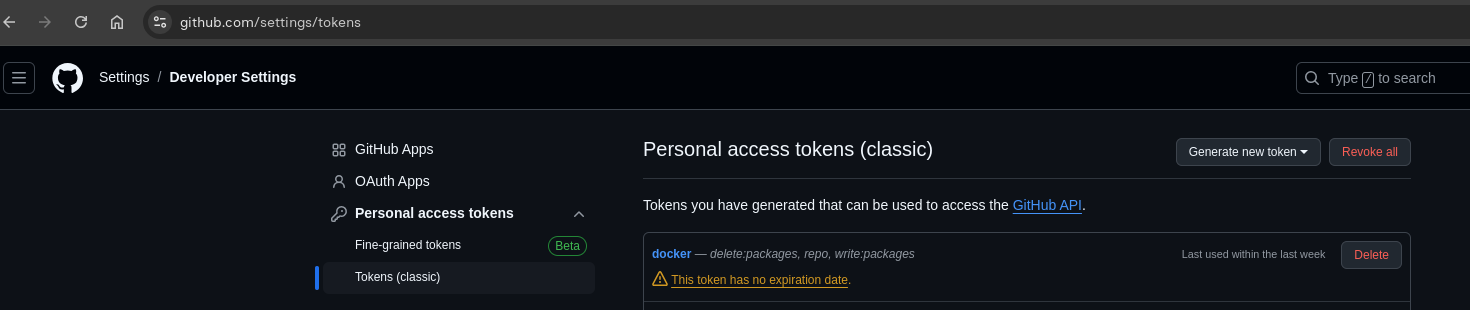 github.com/settings/tokens
Settings / Developer Settings
Type / to search
GitHub Apps
OAuth Apps
Personal access tokens
Fine-grained tokens Beta
Tokens (classic)
Personal access tokens (classic)
Generate new token
Revoke all
Tokens you have generated that can be used to access the GitHub API.
docker — delete:packages, repo, write:packages
Last used within the last week
Delete
This token has no expiration date.